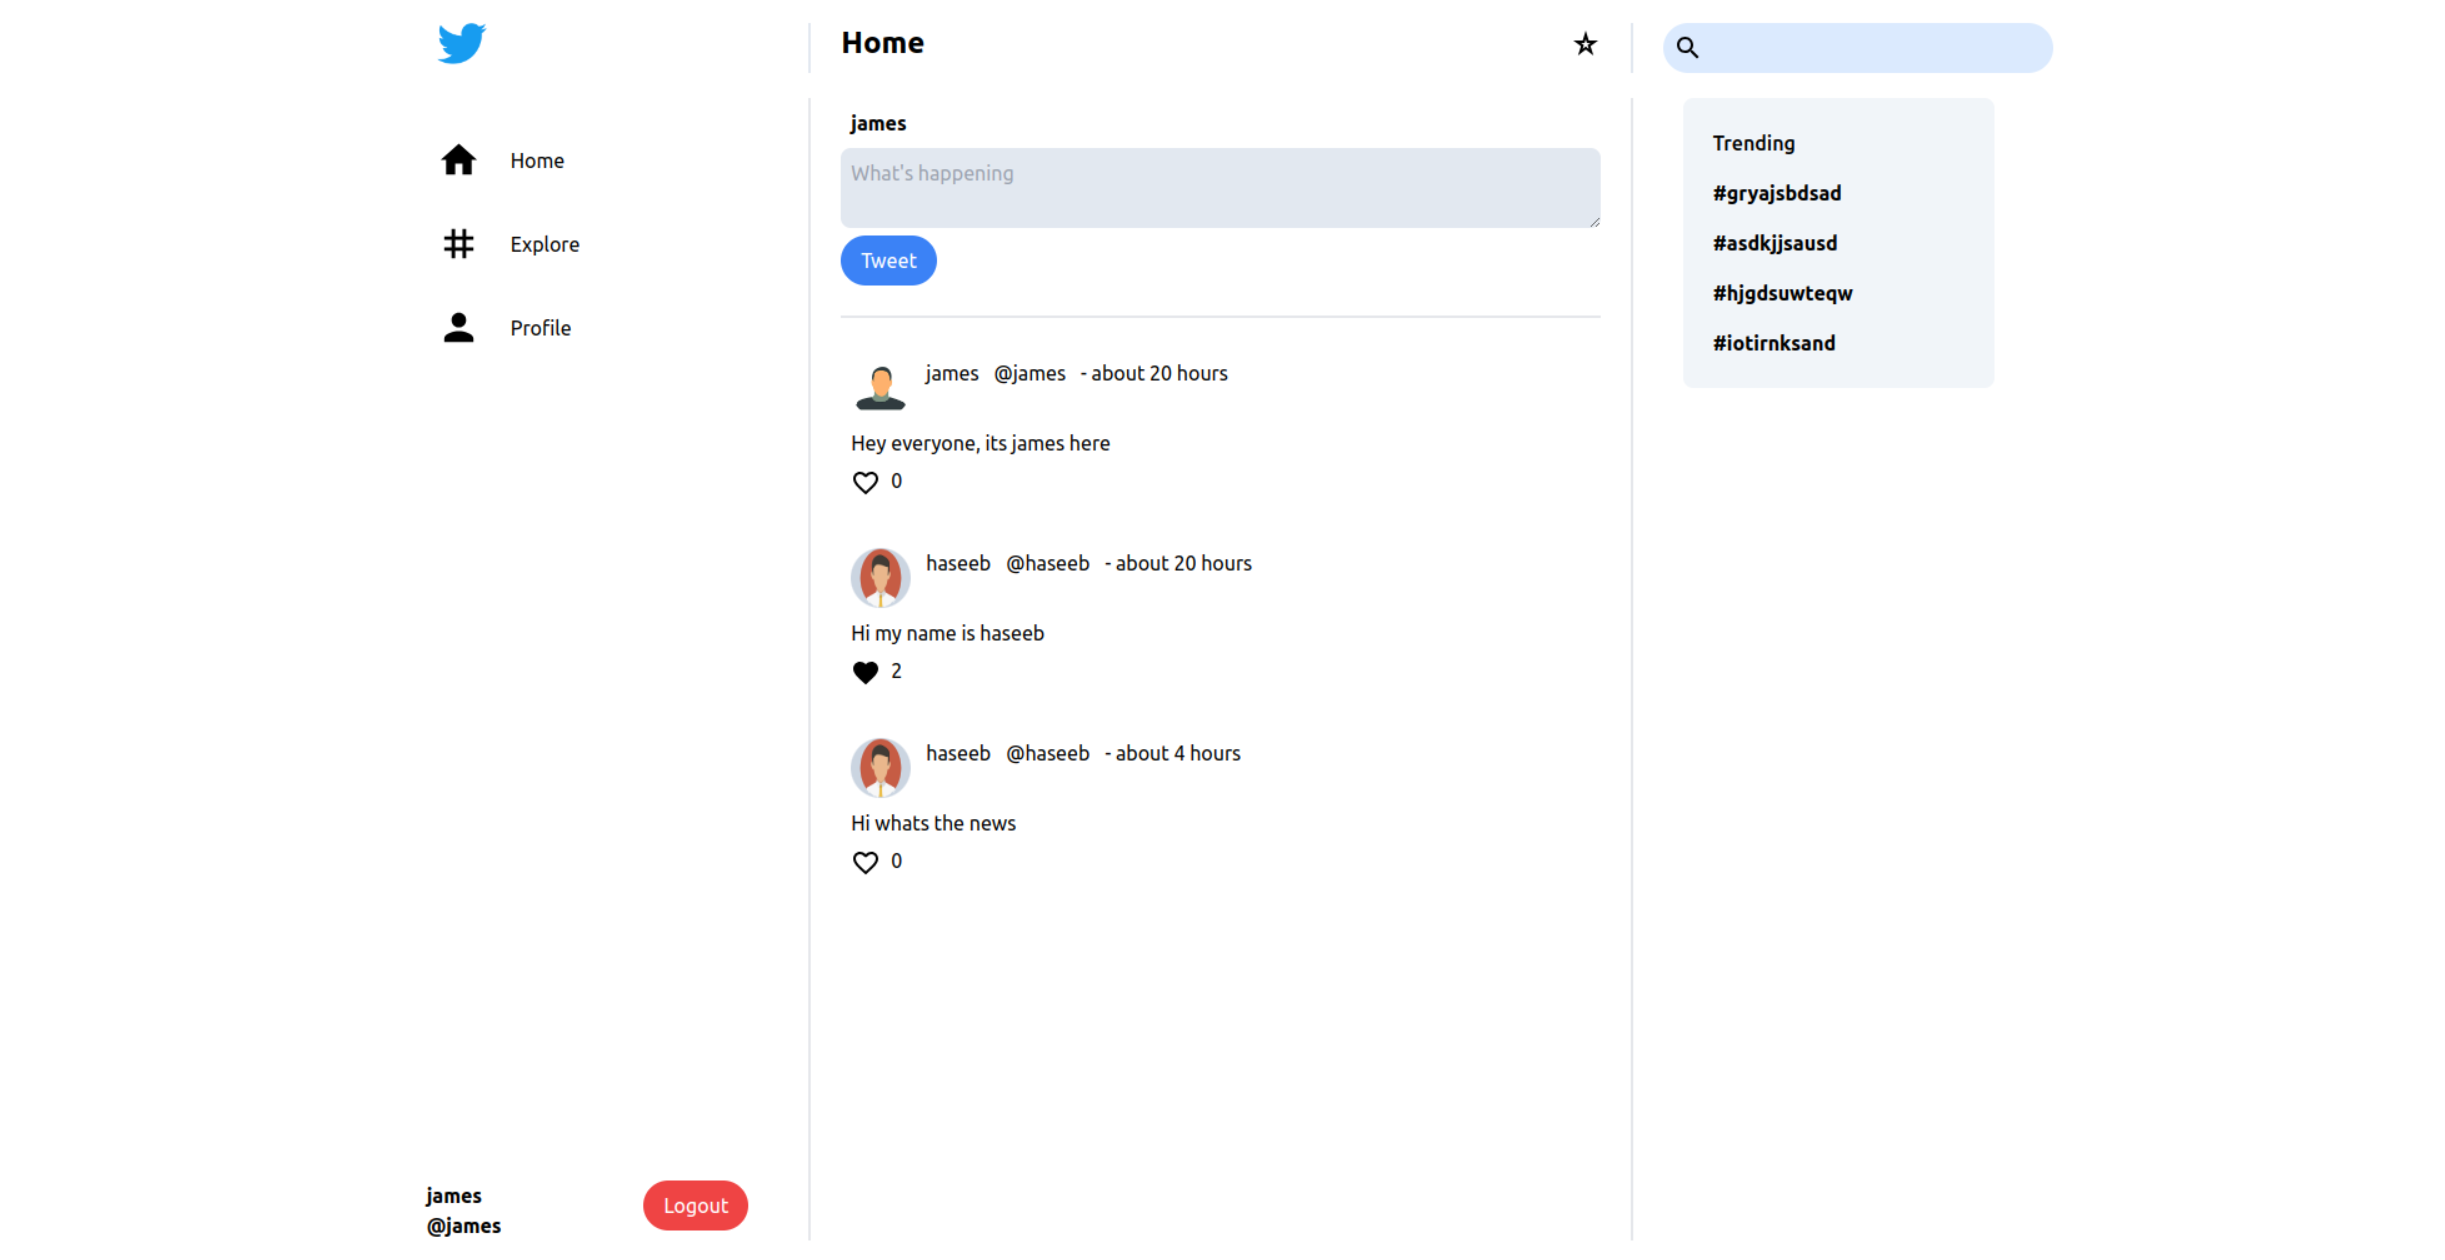 Home
Home
Explore
Profile
james
@james
Logout
james
What's happening
Tweet
james @james - about 20 hours
Hey everyone, its james here
0
haseeb @haseeb - about 20 hours
Hi my name is haseeb
2
haseeb @haseeb - about 4 hours
Hi whats the news
0
Trending
#gryajsbdsad
#asdkjjsausd
#hjgdsuwteqw
#iotirnksand